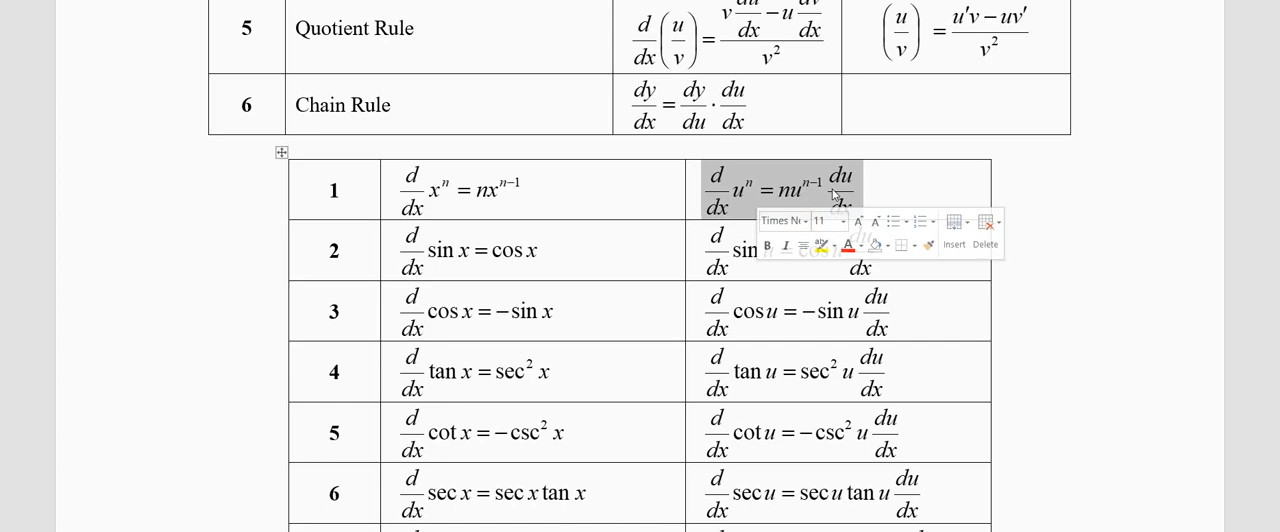 5 Quotient Rule d/dx (u/v) = (v du/dx − u dv/dx)/v² (u/v) = (u′v − uv′)/v²
6 Chain Rule dy/dx = dy/du · du/dx
1 d/dx xⁿ = nxⁿ⁻¹ d/dx uⁿ = nuⁿ⁻¹ du/dx
Times Ne 11 A A
B I A Insert Delete
2 d/dx sin x = cos x d/dx sin u = cos u du/dx
3 d/dx cos x = −sin x d/dx cos u = −sin u du/dx
4 d/dx tan x = sec² x d/dx tan u = sec² u du/dx
5 d/dx cot x = −csc² x d/dx cot u = −csc² u du/dx
6 d/dx sec x = sec x tan x d/dx sec u = sec u tan u du/dx